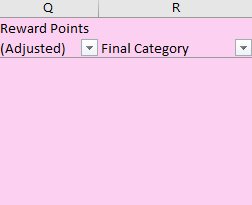 Q R
Reward Points
(Adjusted) Final Category